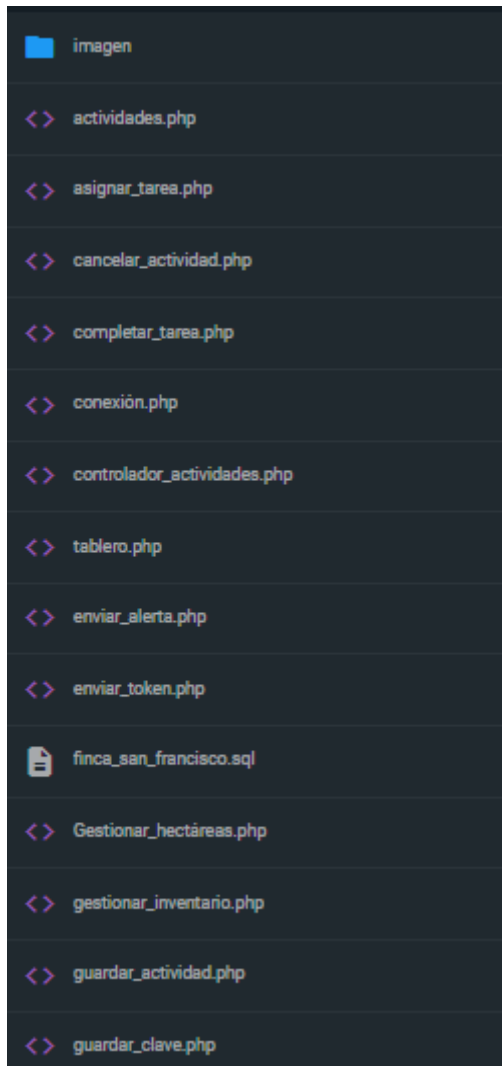 imagen
actividades.php
asignar_tarea.php
cancelar_actividad.php
completar_tarea.php
conexión.php
controlador_actividades.php
tablero.php
enviar_alerta.php
enviar_token.php
finca_san_francisco.sql
Gestionar_hectáreas.php
gestionar_inventario.php
guardar_actividad.php
guardar_clave.php